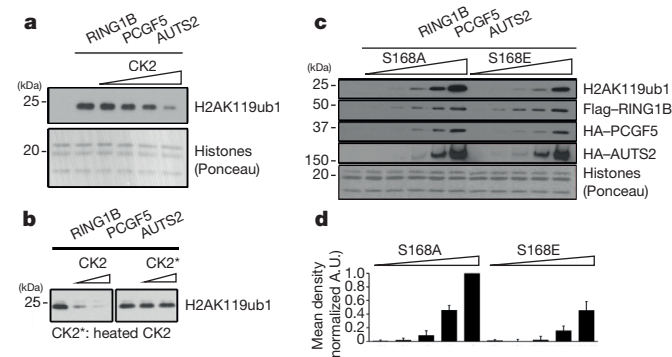 a
RING1B PCGF5 AUTS2
CK2
(kDa)
25
H2AK119ub1
20
Histones
(Ponceau)
b
RING1B PCGF5 AUTS2
CK2 CK2*
(kDa)
25
H2AK119ub1
CK2*: heated CK2
c
RING1B PCGF5 AUTS2
S168A S168E
(kDa)
25 H2AK119ub1
50 Flag–RING1B
37 HA–PCGF5
150 HA–AUTS2
20 Histones
(Ponceau)
d
S168A S168E
Mean density
normalized A.U.)
1.0
0.8
0.6
0.4
0.2
0